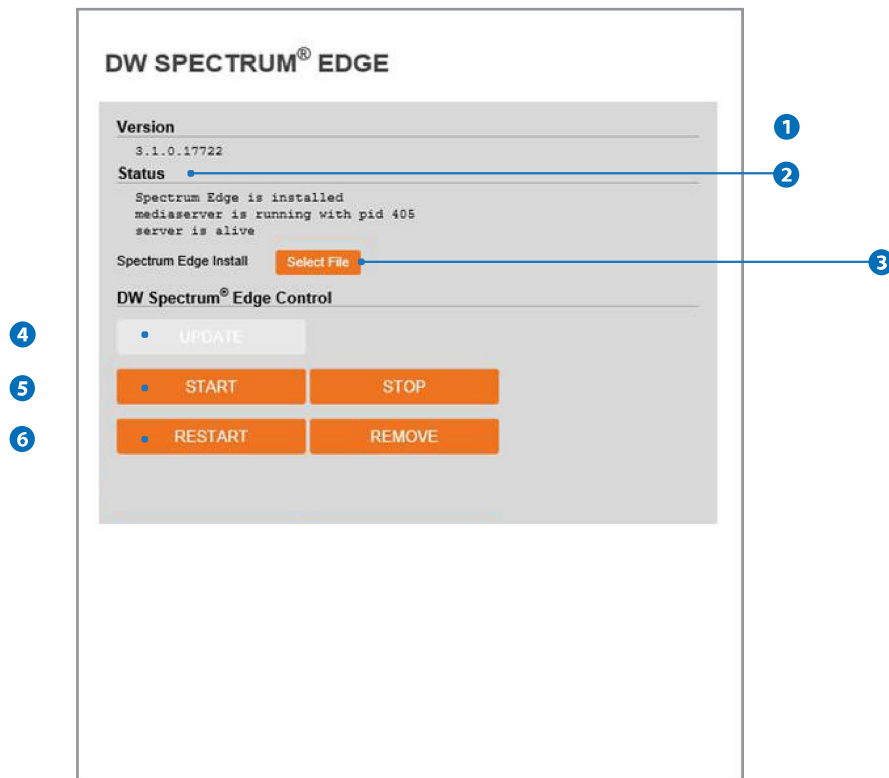 DW SPECTRUM® EDGE
Version
1
3.1.0.17722
Status
2
Spectrum Edge is installed
mediaserver is running with pid 405
server is alive
Spectrum Edge Install Select File
3
DW Spectrum® Edge Control
4 UPDATE
5 START STOP
6 RESTART REMOVE